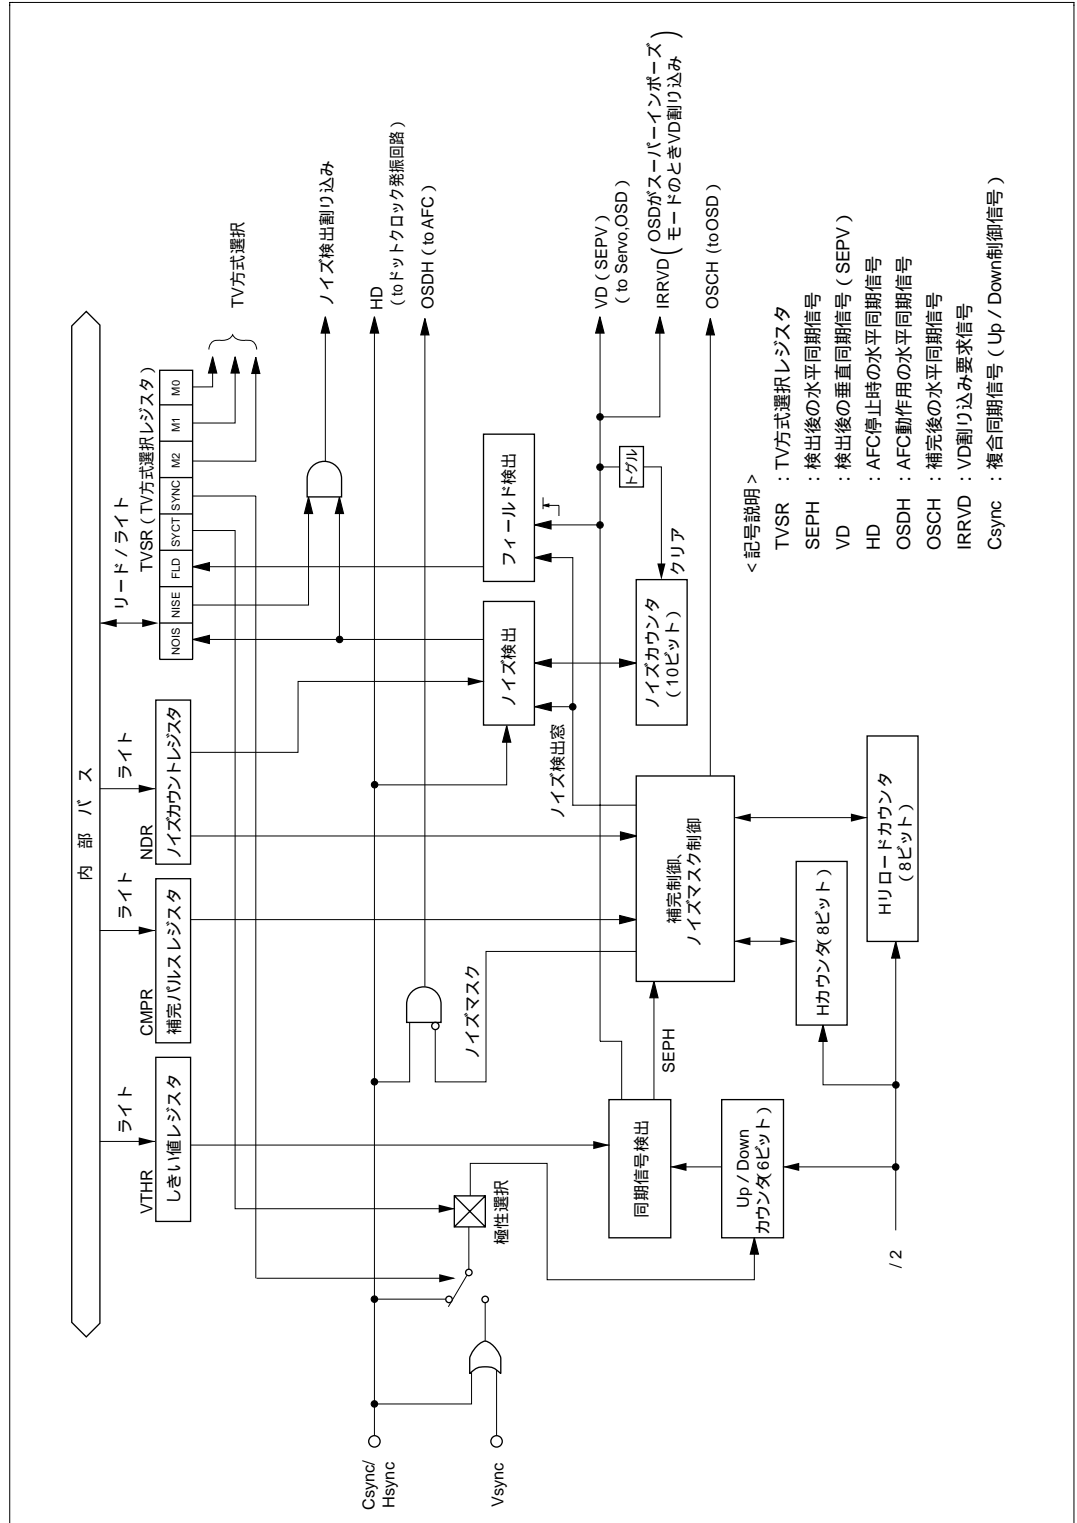 内部バス
ライト
ライト
ライト
リード / ライト
VTHR
しきい値レジスタ
CMPR
補完パルスレジスタ
NDR
ノイズカウントレジスタ
TVSR（TV方式選択レジスタ）
NOIS NISE FLD SYCT SYNC M2 M1 M0
TV方式選択
ノイズ検出割り込み
Csync/
Hsync
HD
（toドットクロック発振回路）
OSDH（to AFC）
Vsync
極性選択
ノイズマスク
ノイズ検出
フィールド検出
ノイズ検出窓
VD（SEPV）
（to Servo,OSD）
トグル
クリア
IRRVD（OSDがスーパーインポーズ
モードのときVD割り込み）
同期信号検出
SEPH
補完制御、
ノイズマスク制御
ノイズカウンタ
（10ビット）
OSCH（toOSD）
Up / Down
カウンタ（6ビット）
Hカウンタ（8ビット）
Hリロードカウンタ
（8ビット）
/ 2
＜記号説明＞
TVSR ：TV方式選択レジスタ
SEPH ：検出後の水平同期信号
VD ：検出後の垂直同期信号（SEPV）
HD ：AFC停止時の水平同期信号
OSDH ：AFC動作用の水平同期信号
OSCH ：補完後の水平同期信号
IRRVD ：VD割り込み要求信号
Csync ：複合同期信号（Up / Down制御信号）